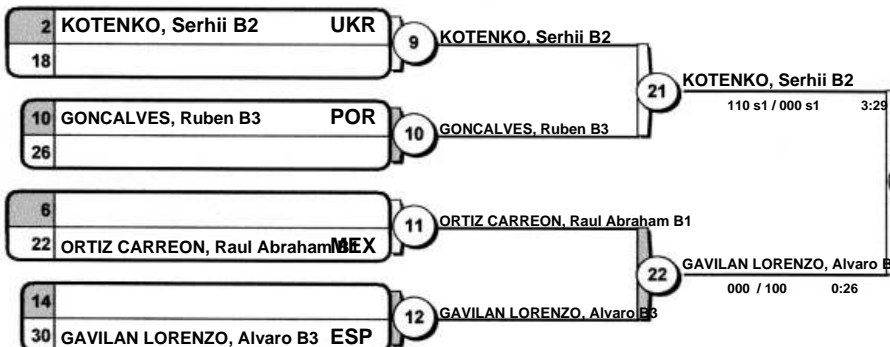 2 KOTENKO, Serhii B2 UKR
18
9
KOTENKO, Serhii B2
10 GONCALVES, Ruben B3 POR
26
10
GONCALVES, Ruben B3
21
KOTENKO, Serhii B2
110 s1 / 000 s1 3:29
6
22 ORTIZ CARREON, Raul Abraham B1 MEX
11
ORTIZ CARREON, Raul Abraham B1
14
30 GAVILAN LORENZO, Alvaro B3 ESP
12
GAVILAN LORENZO, Alvaro B3
22
GAVILAN LORENZO, Alvaro B
000 / 100 0:26